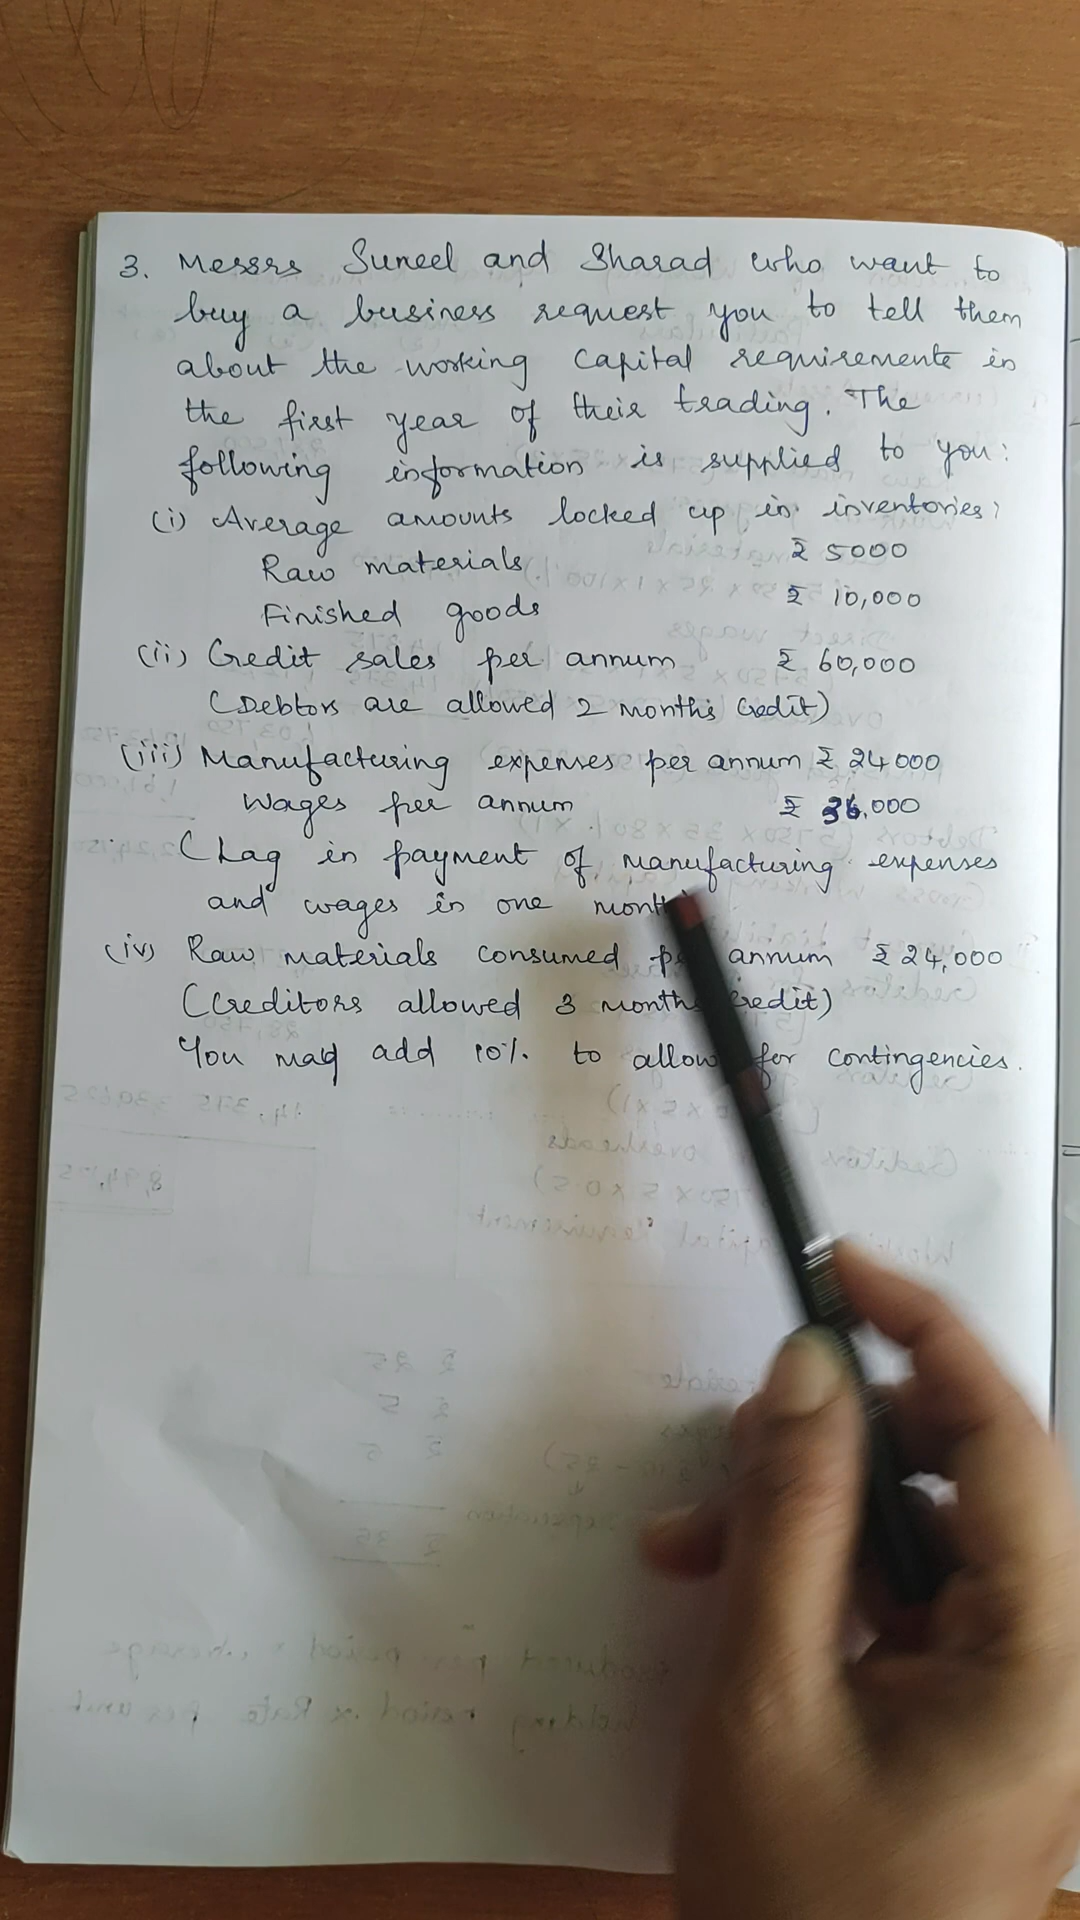 3. Messrs Suneel and Sharad who want to
buy a business request you to tell them
about the working capital requirements in
the first year of their trading. The
following information is supplied to you:
(i) Average amounts locked up in inventories:
Raw materials ₹ 5000
Finished goods ₹ 10,000
(ii) Credit sales per annum ₹ 60,000
(Debtors are allowed 2 months credit)
(iii) Manufacturing expenses per annum ₹ 24000
Wages per annum ₹ 36,000
(Lag in payment of manufacturing expenses
and wages is one month
(iv) Raw materials consumed annum ₹ 24,000
(Creditors allowed 3 months credit)
You may add 10% to allow for contingencies.